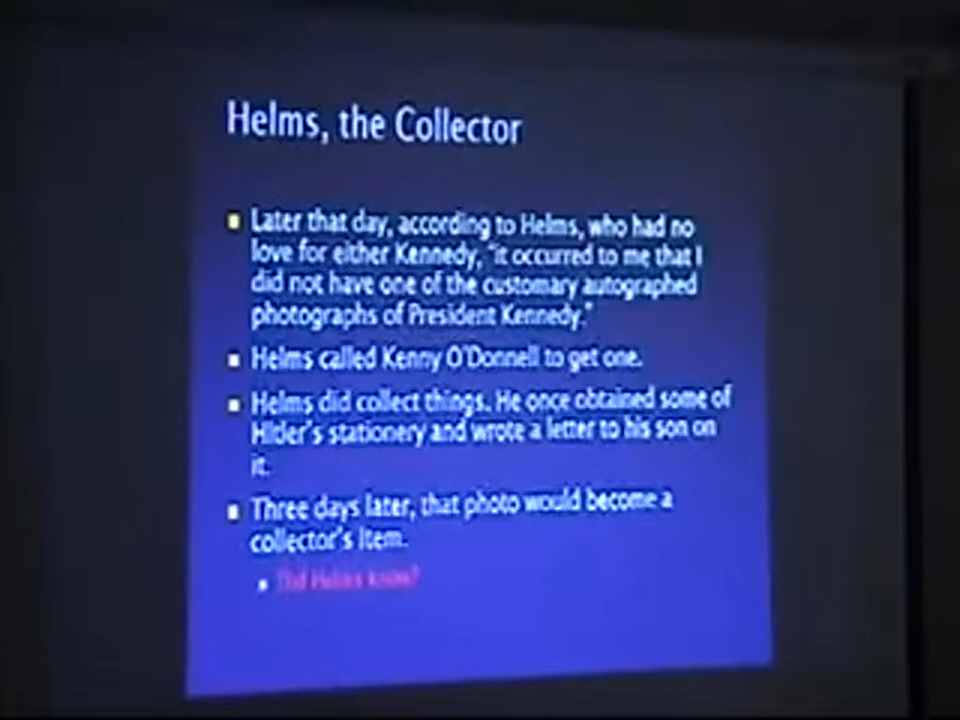 Helms, the Collector
Later that day, according to Helms, who had no
love for either Kennedy, "it occurred to me that I
did not have one of the customary autographed
photographs of President Kennedy."
Helms called Kenny O'Donnell to get one.
Helms did collect things. He once obtained some of
Hitler's stationery and wrote a letter to his son on
it.
Three days later, that photo would become a
collector's item.
Did Helms know?